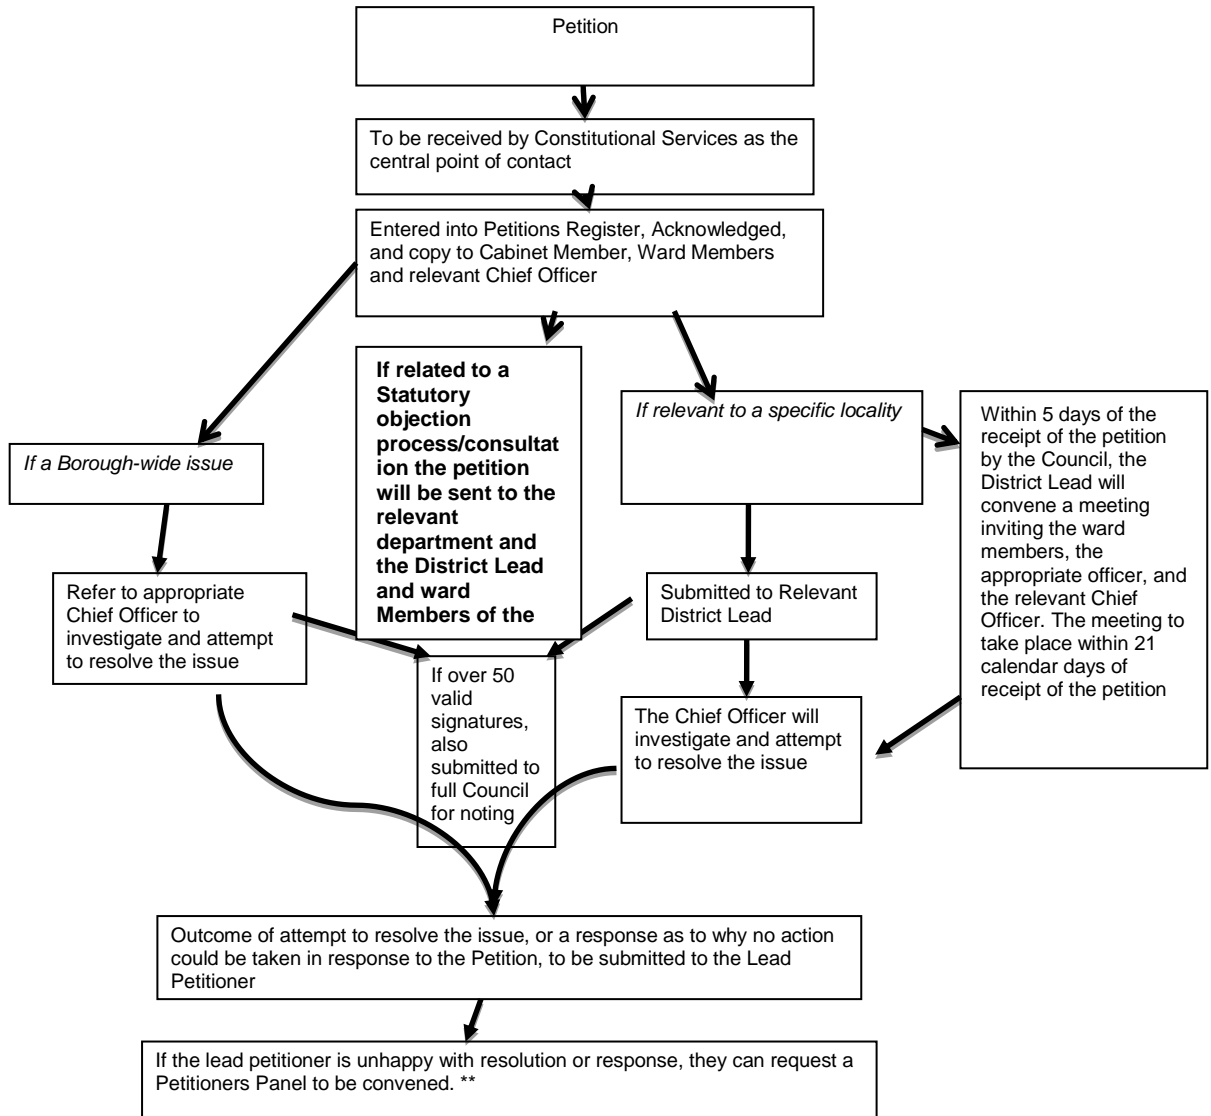 Petition
To be received by Constitutional Services as the
central point of contact
Entered into Petitions Register, Acknowledged,
and copy to Cabinet Member, Ward Members
and relevant Chief Officer
If a Borough-wide issue
If related to a
Statutory
objection
process/consultat
ion the petition
will be sent to the
relevant
department and
the District Lead
and ward
Members of the
If relevant to a specific locality
Within 5 days of the
receipt of the petition
by the Council, the
District Lead will
convene a meeting
inviting the ward
members, the
appropriate officer, and
the relevant Chief
Officer. The meeting to
take place within 21
calendar days of
receipt of the petition
Refer to appropriate
Chief Officer to
investigate and attempt
to resolve the issue
Submitted to Relevant
District Lead
If over 50
valid
signatures,
also
submitted to
full Council
for noting
The Chief Officer will
investigate and attempt
to resolve the issue
Outcome of attempt to resolve the issue, or a response as to why no action
could be taken in response to the Petition, to be submitted to the Lead
Petitioner
If the lead petitioner is unhappy with resolution or response, they can request a
Petitioners Panel to be convened. **